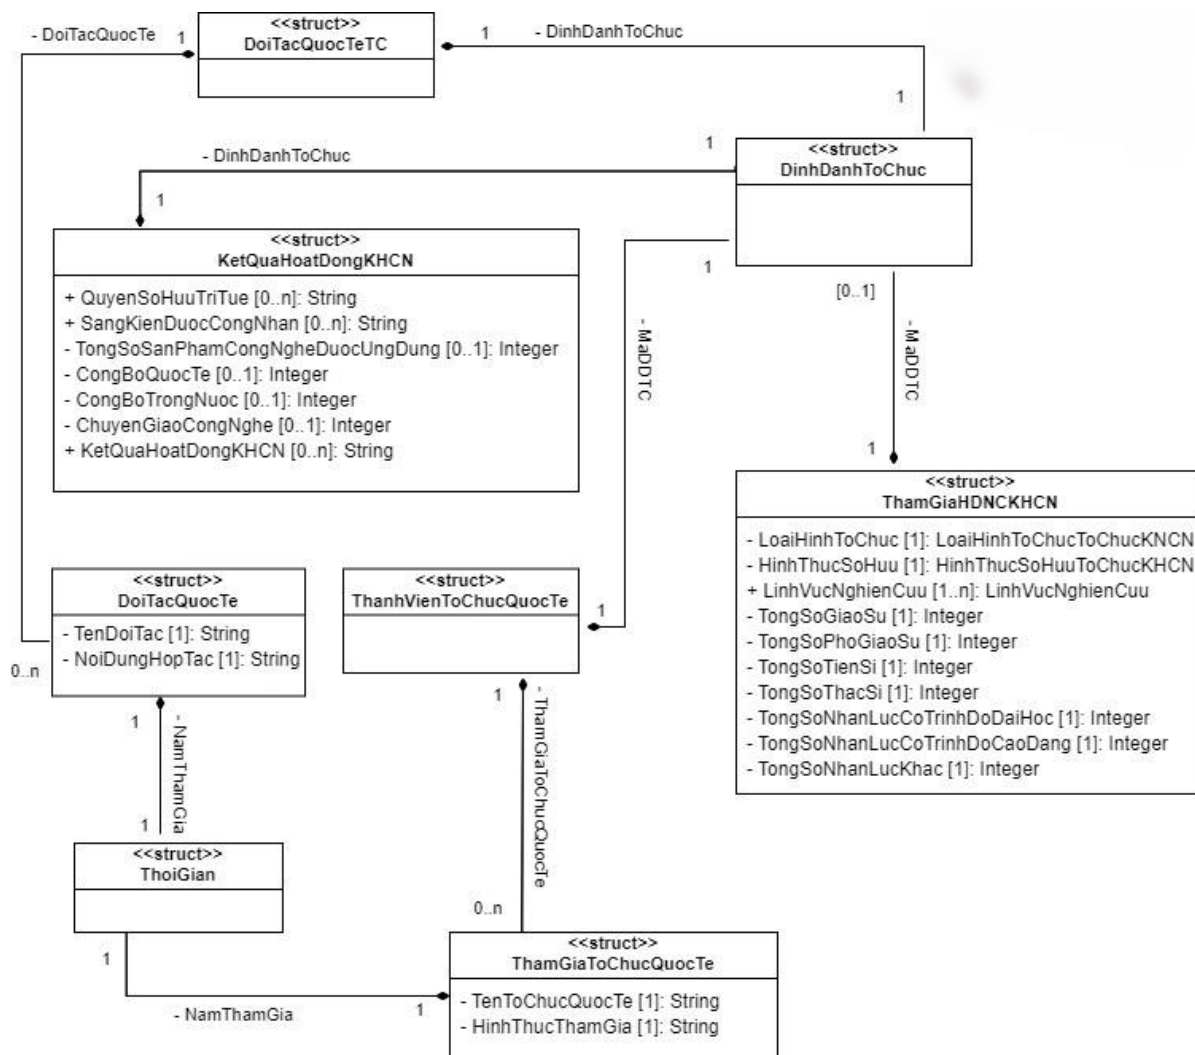 - DoiTacQuocTe
1
<<struct>>
DoiTacQuocTeTC
1
- DinhDanhToChuc
1
- DinhDanhToChuc
1
1
<<struct>>
DinhDanhToChuc
<<struct>>
KetQuaHoatDongKHCN
+ QuyenSoHuuTriTue [0..n]: String
+ SangKienDuocCongNhan [0..n]: String
- TongSoSanPhamCongNgheDuocUngDung [0..1]: Integer
- CongBoQuocTe [0..1]: Integer
- CongBoTrongNuoc [0..1]: Integer
- ChuyenGiaoCongNghe [0..1]: Integer
+ KetQuaHoatDongKHCN [0..n]: String
1
- MaDDTC
1
[0..1]
- MaDDTC
1
<<struct>>
ThamGiaHDNCKHCN
- LoaiHinhToChuc [1]: LoaiHinhToChucToChucKNCN
- HinhThucSoHuu [1]: HinhThucSoHuuToChucKHCN
+ LinhVucNghienCuu [1..n]: LinhVucNghienCuu
- TongSoGiaoSu [1]: Integer
- TongSoPhoGiaoSu [1]: Integer
- TongSoTienSi [1]: Integer
- TongSoThacSi [1]: Integer
- TongSoNhanLucCoTrinhDoDaiHoc [1]: Integer
- TongSoNhanLucCoTrinhDoCaoDang [1]: Integer
- TongSoNhanLucKhac [1]: Integer
<<struct>>
DoiTacQuocTe
- TenDoiTac [1]: String
- NoiDungHopTac [1]: String
0..n
<<struct>>
ThanhVienToChucQuocTe
1
- NamThamGia
1
1
- ThamGiaToChucQuocTe
0..n
<<struct>>
ThoiGian
1
- NamThamGia
1
<<struct>>
ThamGiaToChucQuocTe
- TenToChucQuocTe [1]: String
- HinhThucThamGia [1]: String